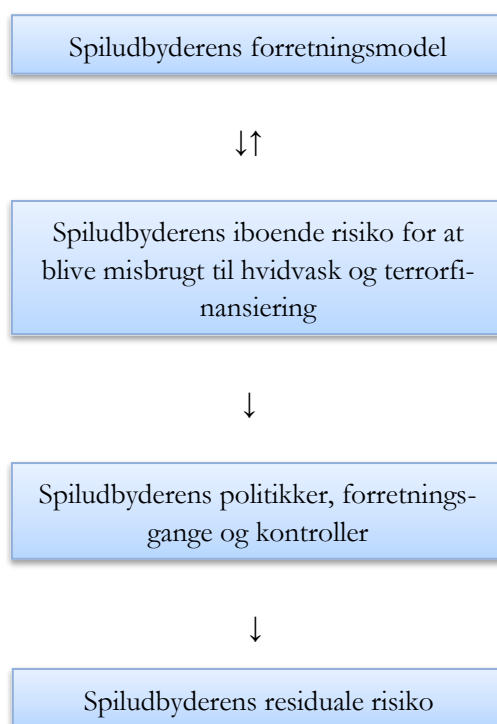 Spiludbyderens forretningsmodel
↓↑
Spiludbyderens iboende risiko for at
blive misbrugt til hvidvask og terrorfi-
nansiering
↓
Spiludbyderens politikker, forretnings-
gange og kontroller
↓
Spiludbyderens residuale risiko